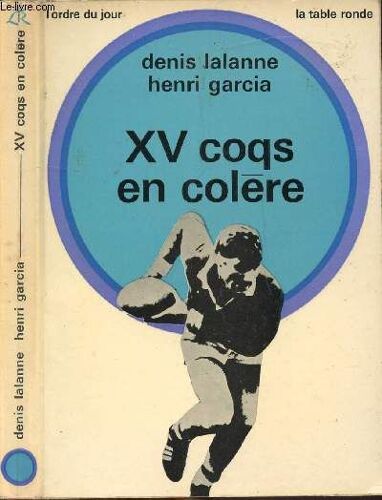 © Le-livre.com
l'ordre du jour
la table ronde
denis lalanne
henri garcia
XV coqs
en colère
denis lalanne henri garcia — XV coqs en colère